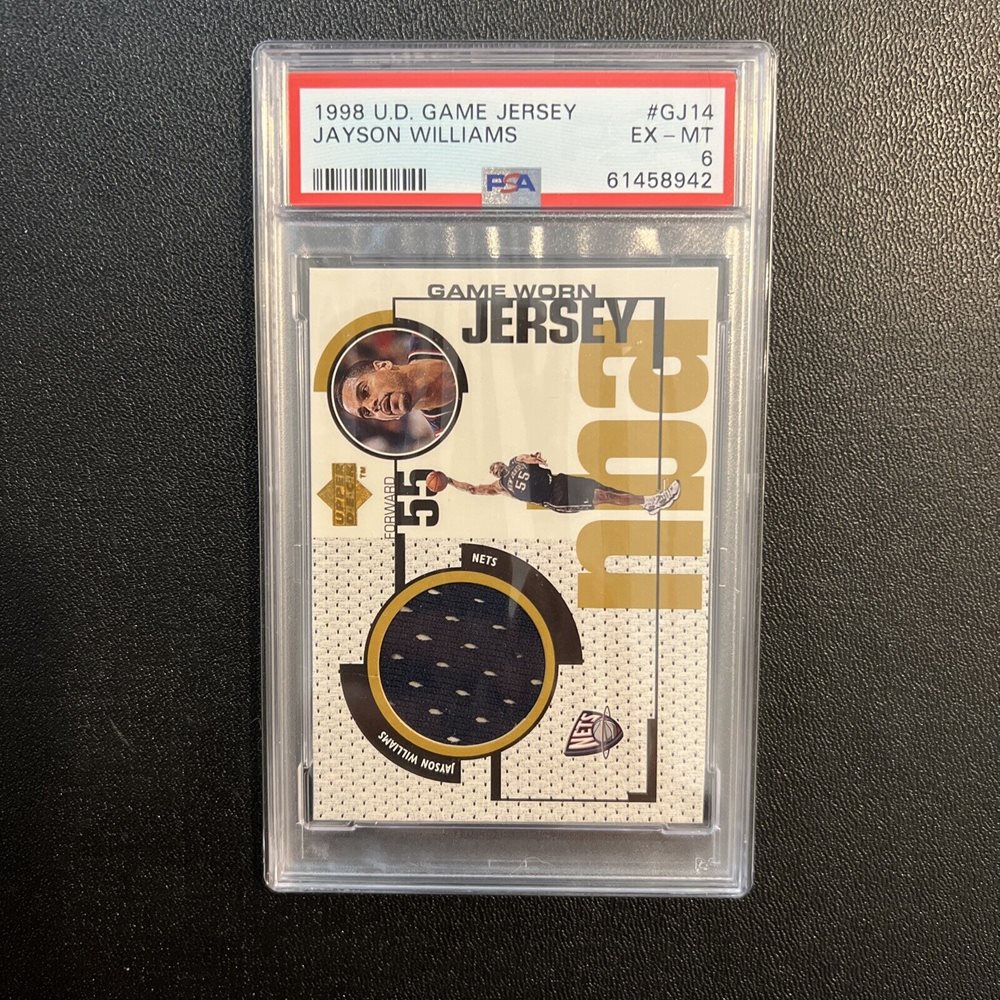 1998 U.D. GAME JERSEY #GJ14
JAYSON WILLIAMS EX - MT
6
PSA 61458942
GAME WORN
JERSEY
nba
UPPER DECK™
FORWARD
55
55
NETS
JAYSON WILLIAMS
NETS